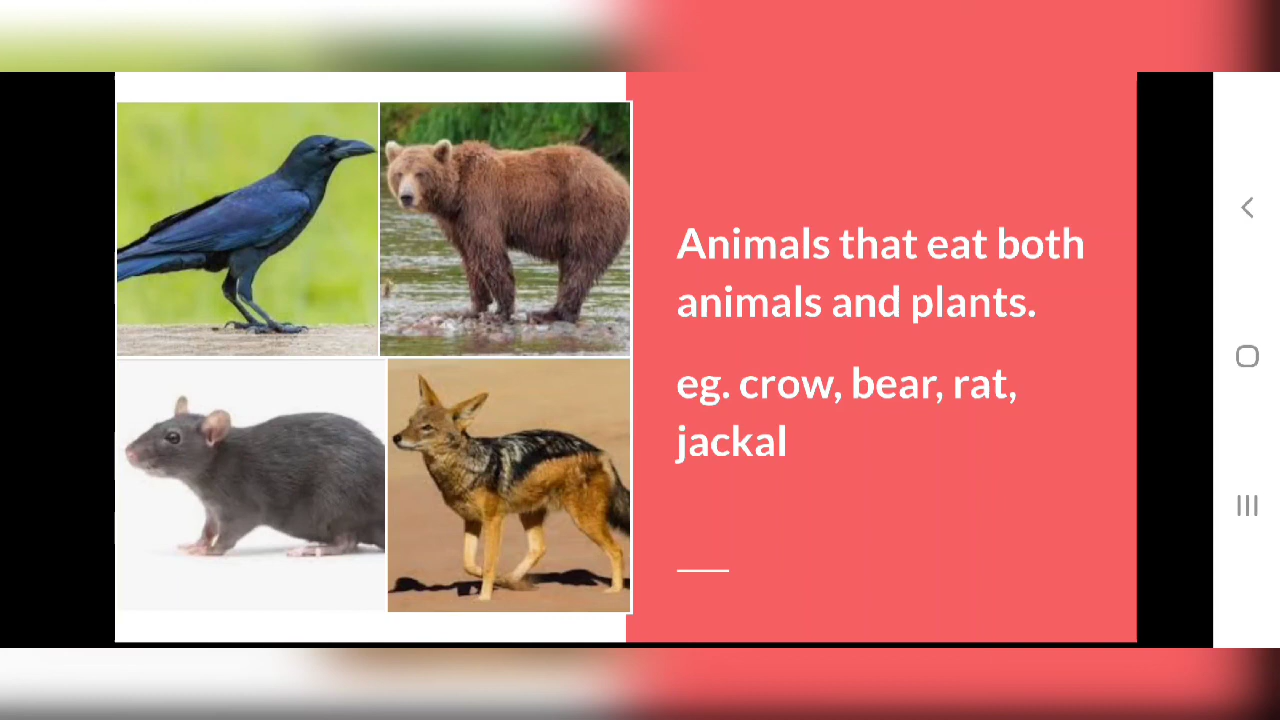 Animals that eat both
animals and plants.
eg. crow, bear, rat,
jackal